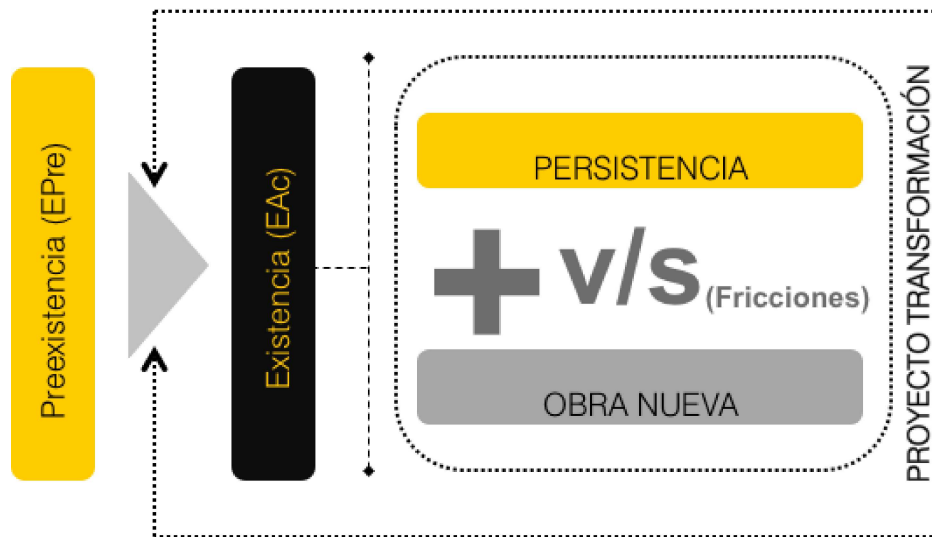 Preexistencia (EPre)
Existencia (EAc)
PERSISTENCIA
+ v/s (Fricciones)
OBRA NUEVA
PROYECTO TRANSFORMACIÓN